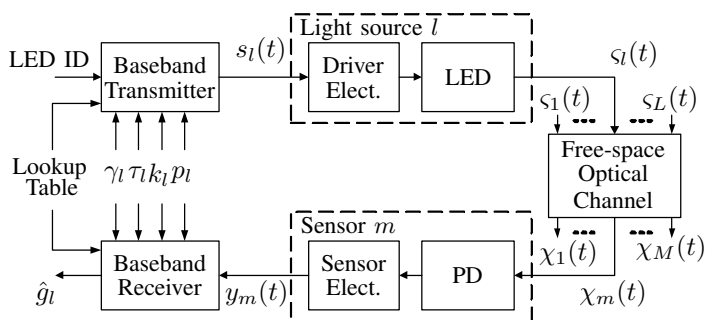 Light source l
LED ID
Baseband
Transmitter
s_l(t)
Driver
Elect.
LED
ς_l(t)
ς_1(t)
ς_L(t)
Free-space
Optical
Channel
Lookup
Table
γ_l τ_l k_l p_l
Sensor m
χ_1(t)
χ_M(t)
Baseband
Receiver
ĝ_l
y_m(t)
Sensor
Elect.
PD
χ_m(t)